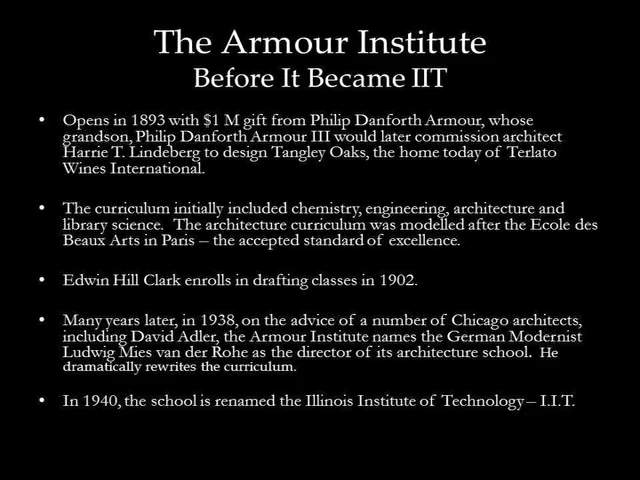 The Armour Institute
Before It Became IIT
• Opens in 1893 with $1 M gift from Philip Danforth Armour, whose
grandson, Philip Danforth Armour III would later commission architect
Harrie T. Lindeberg to design Tangley Oaks, the home today of Terlato
Wines International.
• The curriculum initially included chemistry, engineering, architecture and
library science. The architecture curriculum was modelled after the Ecole des
Beaux Arts in Paris – the accepted standard of excellence.
• Edwin Hill Clark enrolls in drafting classes in 1902.
• Many years later, in 1938, on the advice of a number of Chicago architects,
including David Adler, the Armour Institute names the German Modernist
Ludwig Mies van der Rohe as the director of its architecture school. He
dramatically rewrites the curriculum.
• In 1940, the school is renamed the Illinois Institute of Technology – I.I.T.